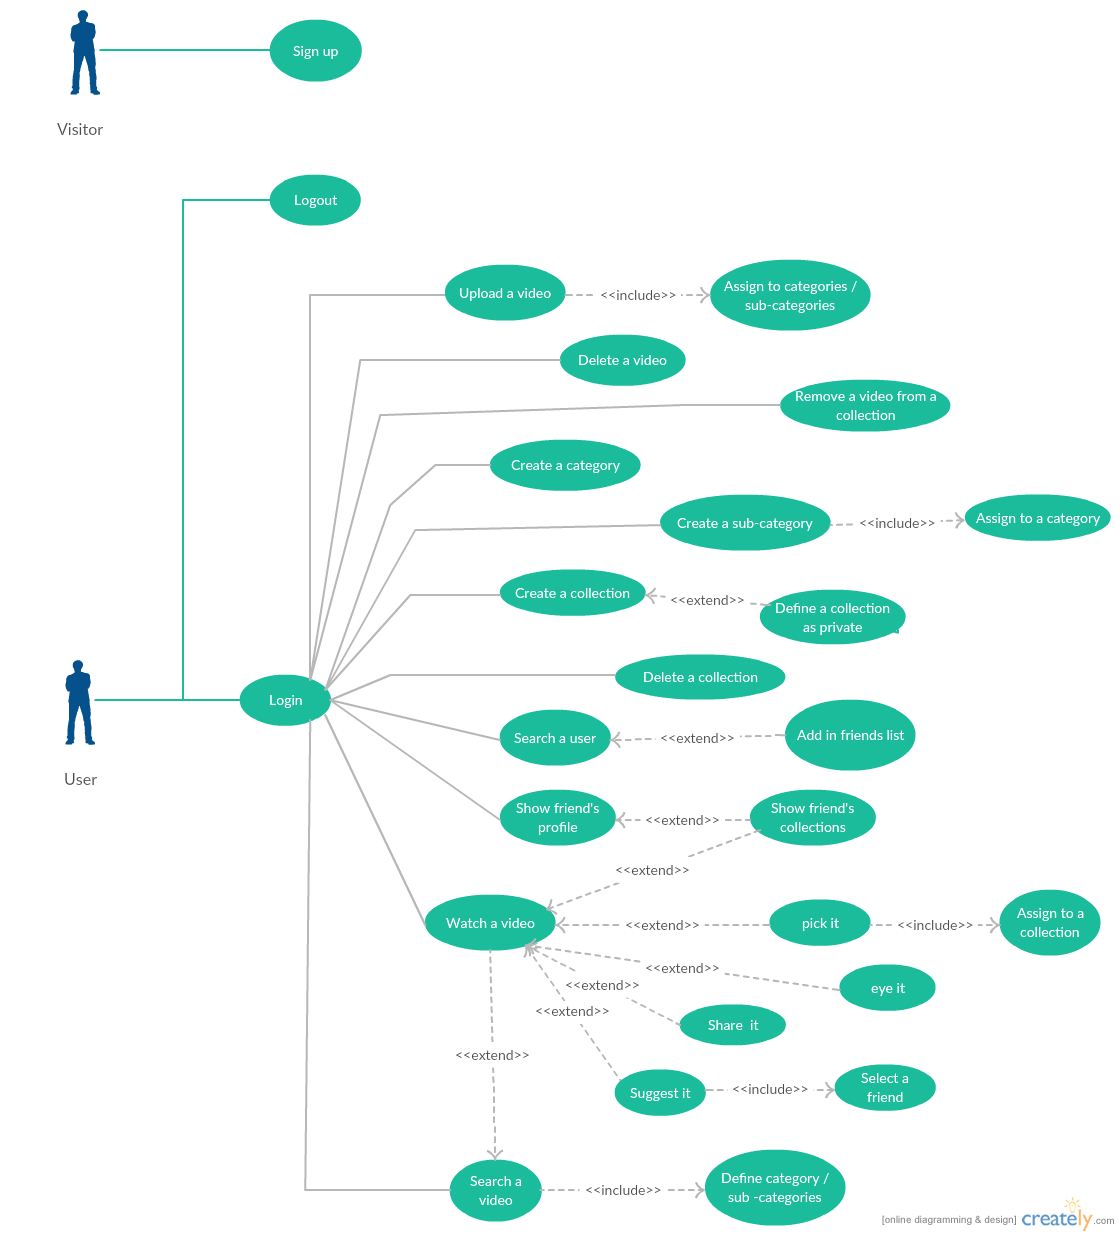 Sign up
Visitor
Logout
Upload a video
<<include>>
Assign to categories /
sub-categories
Delete a video
Remove a video from a
collection
Create a category
Create a sub-category
<<include>>
Assign to a category
Create a collection
<<extend>>
Define a collection
as private
Delete a collection
Login
User
Search a user
<<extend>>
Add in friends list
Show friend's
profile
<<extend>>
Show friend's
collections
<<extend>>
Watch a video
<<extend>>
pick it
<<include>>
Assign to a
collection
<<extend>>
eye it
<<extend>>
<<extend>>
Share it
<<extend>>
Suggest it
<<include>>
Select a
friend
Search a
video
<<include>>
Define category /
sub -categories
[online diagramming & design] creately.com